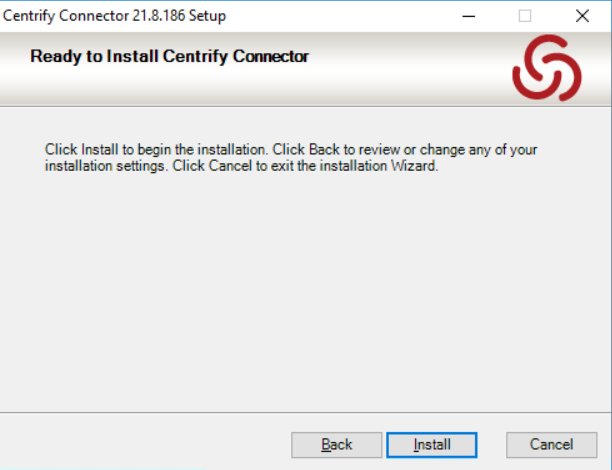 Centrify Connector 21.8.186 Setup
Ready to Install Centrify Connector
Click Install to begin the installation. Click Back to review or change any of your
installation settings. Click Cancel to exit the installation Wizard.
Back Install Cancel